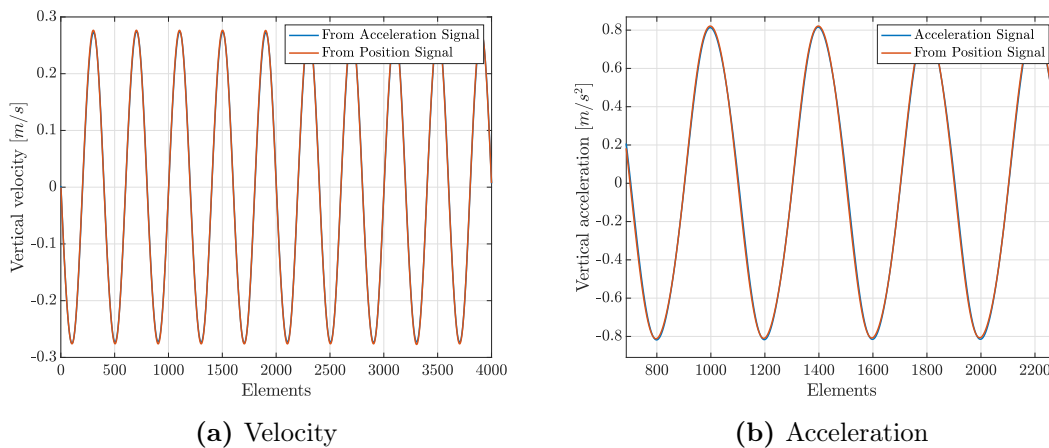 0.3
0.2
0.1
0
-0.1
-0.2
-0.3
Vertical velocity [m/s]
From Acceleration Signal
From Position Signal
0 500 1000 1500 2000 2500 3000 3500 4000
Elements
(a) Velocity
0.8
0.6
0.4
0.2
0
-0.2
-0.4
-0.6
-0.8
Vertical acceleration [m/s²]
Acceleration Signal
From Position Signal
800 1000 1200 1400 1600 1800 2000 2200
Elements
(b) Acceleration